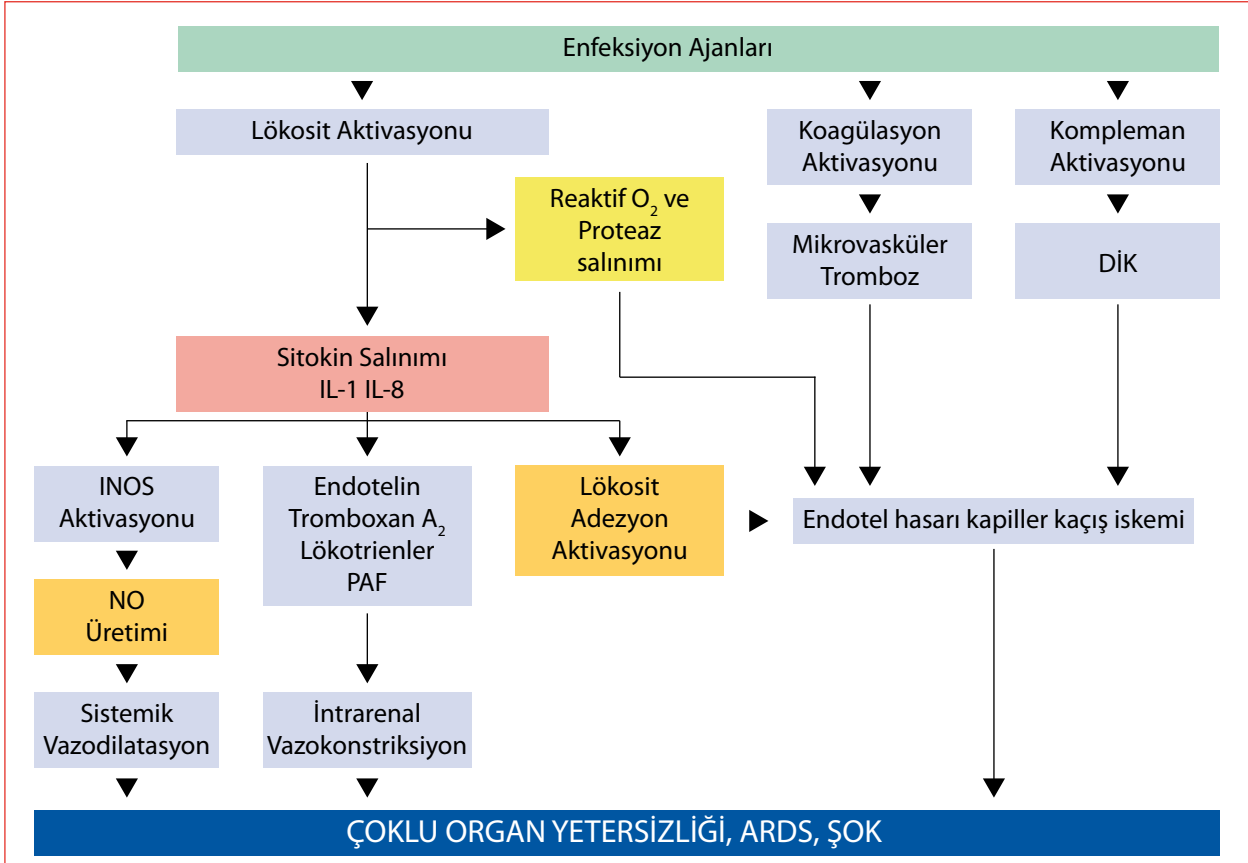 Enfeksiyon Ajanları
Lökosit Aktivasyonu
Koagülasyon
Aktivasyonu
Kompleman
Aktivasyonu
Reaktif O₂ ve
Proteaz
salınımı
Mikrovasküler
Tromboz
DİK
Sitokin Salınımı
IL-1 IL-8
INOS
Aktivasyonu
Endotelin
Tromboxan A₂
Lökotrienler
PAF
Lökosit
Adezyon
Aktivasyonu
Endotel hasarı kapiller kaçış iskemi
NO
Üretimi
Sistemik
Vazodilatasyon
İntrarenal
Vazokonstriksiyon
ÇOKLU ORGAN YETERSİZLİĞİ, ARDS, ŞOK